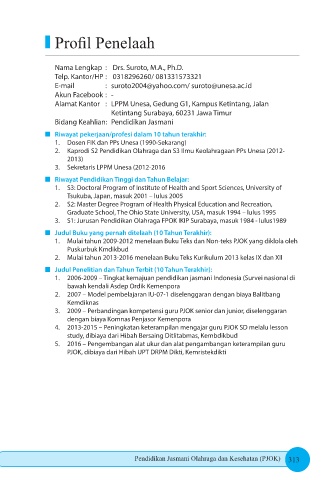 Profil Penelaah
Nama Lengkap : Drs. Suroto, M.A., Ph.D.
Telp. Kantor/HP : 0318296260/ 081331573321
E-mail : suroto2004@yahoo.com/ suroto@unesa.ac.id
Akun Facebook : -
Alamat Kantor : LPPM Unesa, Gedung G1, Kampus Ketintang, Jalan
Ketintang Surabaya, 60231 Jawa Timur
Bidang Keahlian: Pendidikan Jasmani
Riwayat pekerjaan/profesi dalam 10 tahun terakhir:
1. Dosen FIK dan PPs Unesa (1990-Sekarang)
2. Kaprodi S2 Pendidikan Olahraga dan S3 Ilmu Keolahragaan PPs Unesa (2012-
2013)
3. Sekretaris LPPM Unesa (2012-2016
Riwayat Pendidikan Tinggi dan Tahun Belajar:
1. S3: Doctoral Program of Institute of Health and Sport Sciences, University of
Tsukuba, Japan, masuk 2001 – lulus 2005
2. S2: Master Degree Program of Health Physical Education and Recreation,
Graduate School, The Ohio State University, USA, masuk 1994 – lulus 1995
3. S1: Jurusan Pendidikan Olahraga FPOK IKIP Surabaya, masuk 1984 - lulus1989
Judul Buku yang pernah ditelaah (10 Tahun Terakhir):
1. Mulai tahun 2009-2012 menelaan Buku Teks dan Non-teks PJOK yang diklola oleh
Puskurbuk Kmdikbud
2. Mulai tahun 2013-2016 menelaan Buku Teks Kurikulum 2013 kelas IX dan XII
Judul Penelitian dan Tahun Terbit (10 Tahun Terakhir):
1. 2006-2009 – Tingkat kemajuan pendidikan jasmani Indonesia (Survei nasional di
bawah kendali Asdep Ordik Kemenpora
2. 2007 – Model pembelajaran IU-07-1 diselenggaran dengan biaya Balitbang
Kemdiknas
3. 2009 – Perbandingan kompetensi guru PJOK senior dan junior, diselenggaran
dengan biaya Komnas Penjasor Kemenpora
4. 2013-2015 – Peningkatan keterampilan mengajar guru PJOK SD melalu lesson
study, dibiaya dari Hibah Bersaing Ditlitabmas, Kembdikbud
5. 2016 – Pengembangan alat ukur dan alat pengambangan keterampilan guru
PJOK, dibiaya dari Hibah UPT DRPM Dikti, Kemristekdikti
Pendidikan Jasmani Olahraga dan Kesehatan (PJOK)